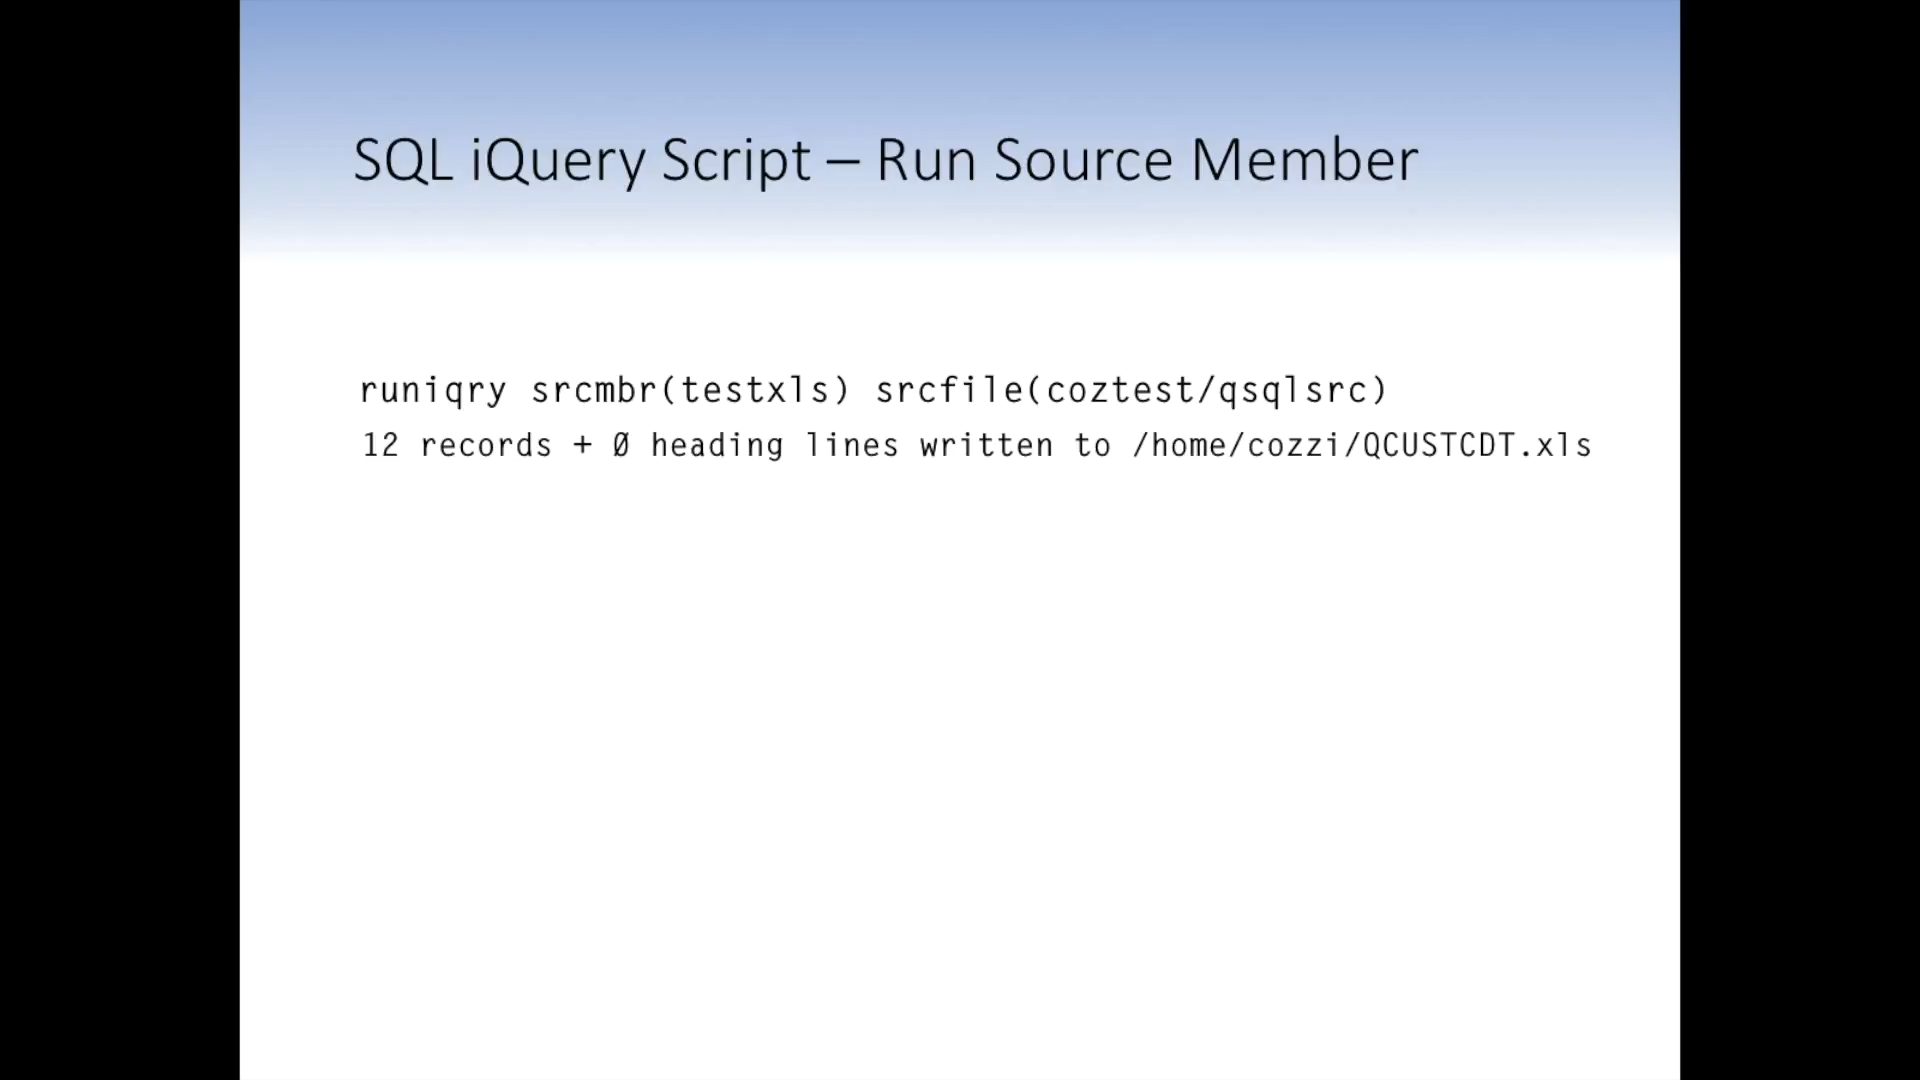 SQL iQuery Script – Run Source Member
runiqry srcmbr(testxls) srcfile(coztest/qsqlsrc)
12 records + 0 heading lines written to /home/cozzi/QCUSTCDT.xls